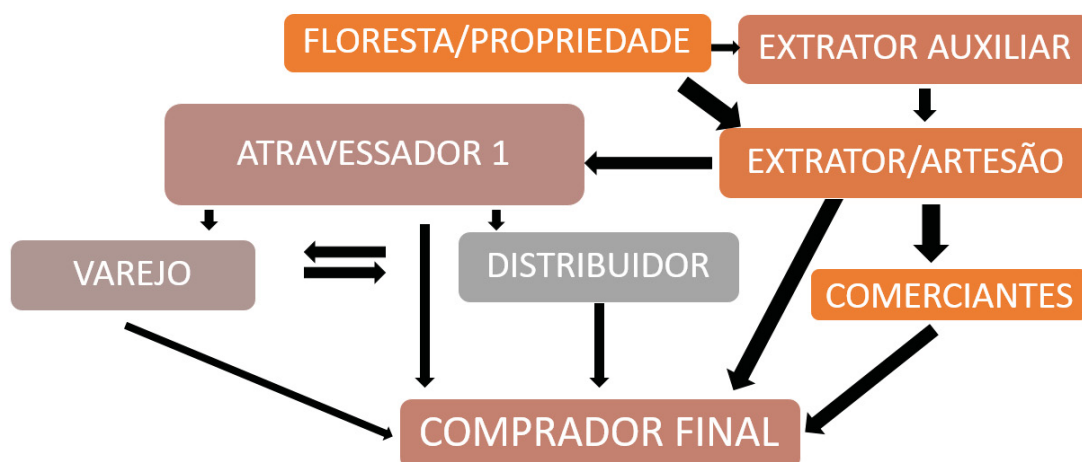 FLORESTA/PROPRIEDADE
EXTRATOR AUXILIAR
ATRAVESSADOR 1
EXTRATOR/ARTESÃO
VAREJO
DISTRIBUIDOR
COMERCIANTES
COMPRADOR FINAL